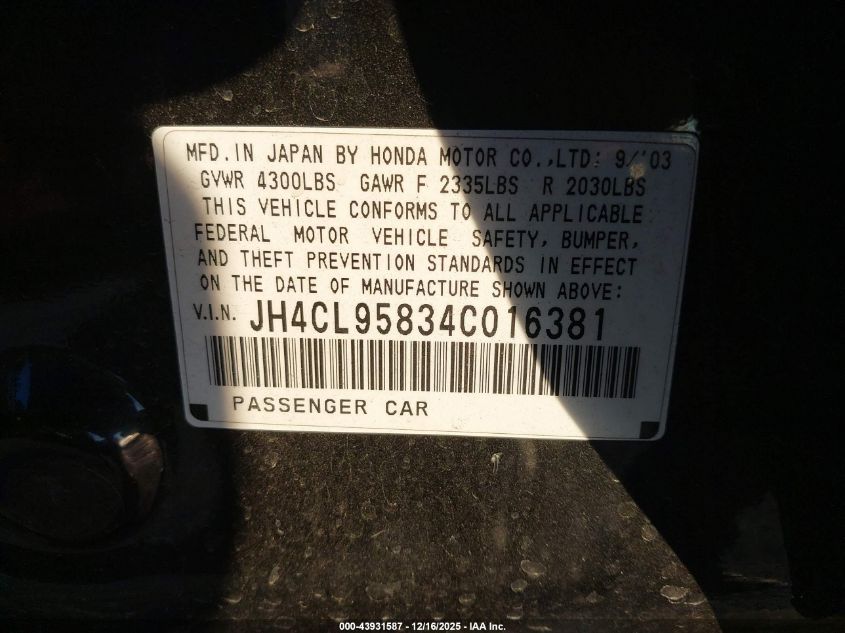 MFD. IN JAPAN BY HONDA MOTOR CO.,LTD: 9/'03
GVWR 4300LBS GAWR F 2335LBS R 2030LBS
THIS VEHICLE CONFORMS TO ALL APPLICABLE
FEDERAL MOTOR VEHICLE SAFETY, BUMPER,
AND THEFT PREVENTION STANDARDS IN EFFECT
ON THE DATE OF MANUFACTURE SHOWN ABOVE:
V.I.N. JH4CL95834C016381
PASSENGER CAR
000-43931587 - 12/16/2025 - IAA Inc.